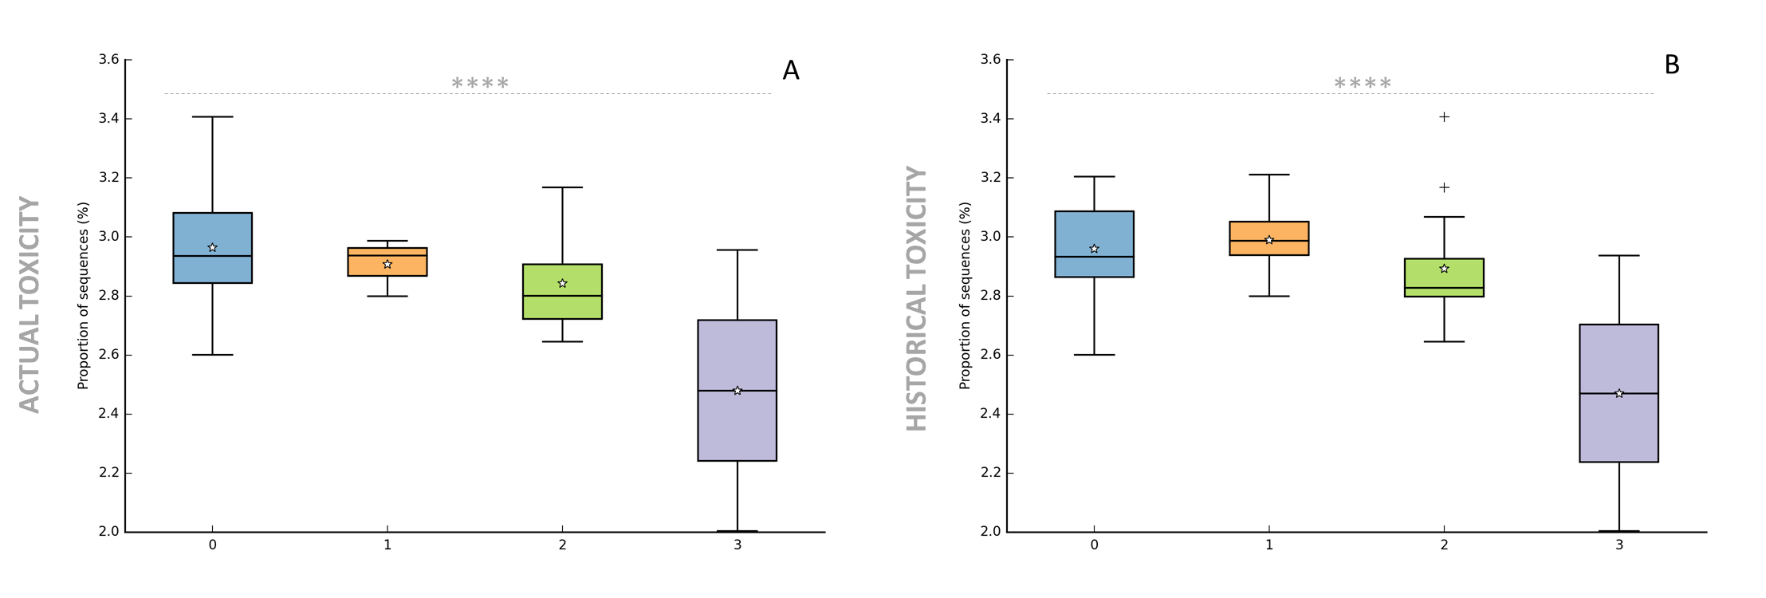 A
****
ACTUAL TOXICITY
Proportion of sequences (%)
3.6
3.4
3.2
3.0
2.8
2.6
2.4
2.2
2.0
0 1 2 3
B
****
HISTORICAL TOXICITY
Proportion of sequences (%)
3.6
3.4
3.2
3.0
2.8
2.6
2.4
2.2
2.0
0 1 2 3